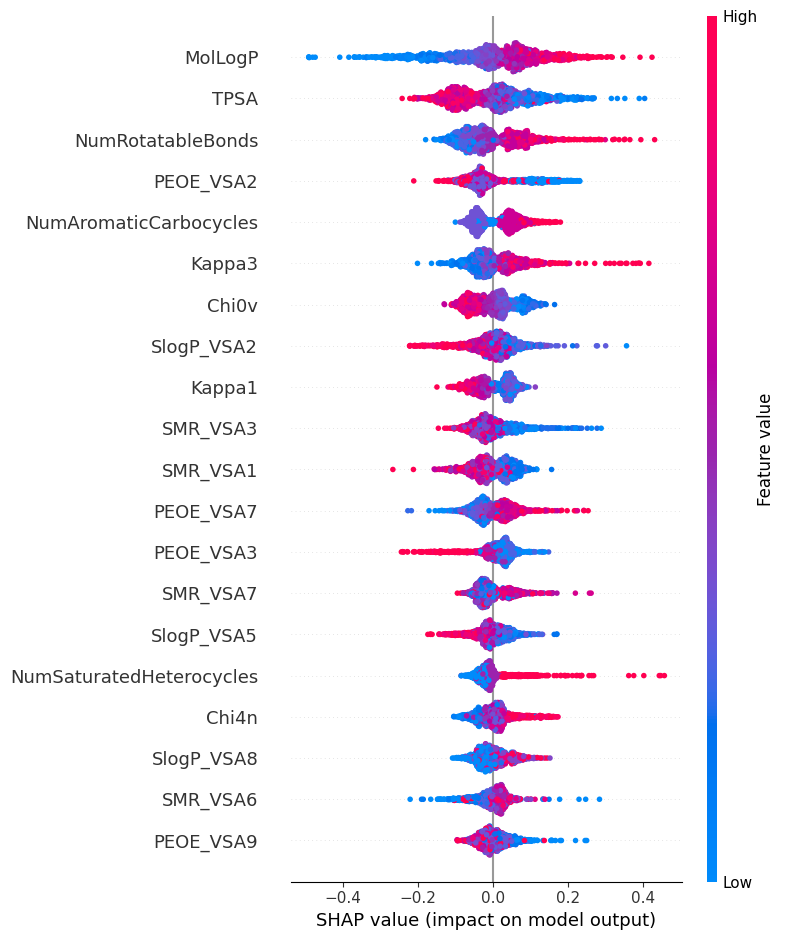 High
MolLogP
TPSA
NumRotatableBonds
PEOE_VSA2
NumAromaticCarbocycles
Kappa3
Chi0v
SlogP_VSA2
Kappa1
SMR_VSA3
SMR_VSA1
PEOE_VSA7
PEOE_VSA3
SMR_VSA7
SlogP_VSA5
NumSaturatedHeterocycles
Chi4n
SlogP_VSA8
SMR_VSA6
PEOE_VSA9
Feature value
Low
−0.4 −0.2 0.0 0.2 0.4
SHAP value (impact on model output)